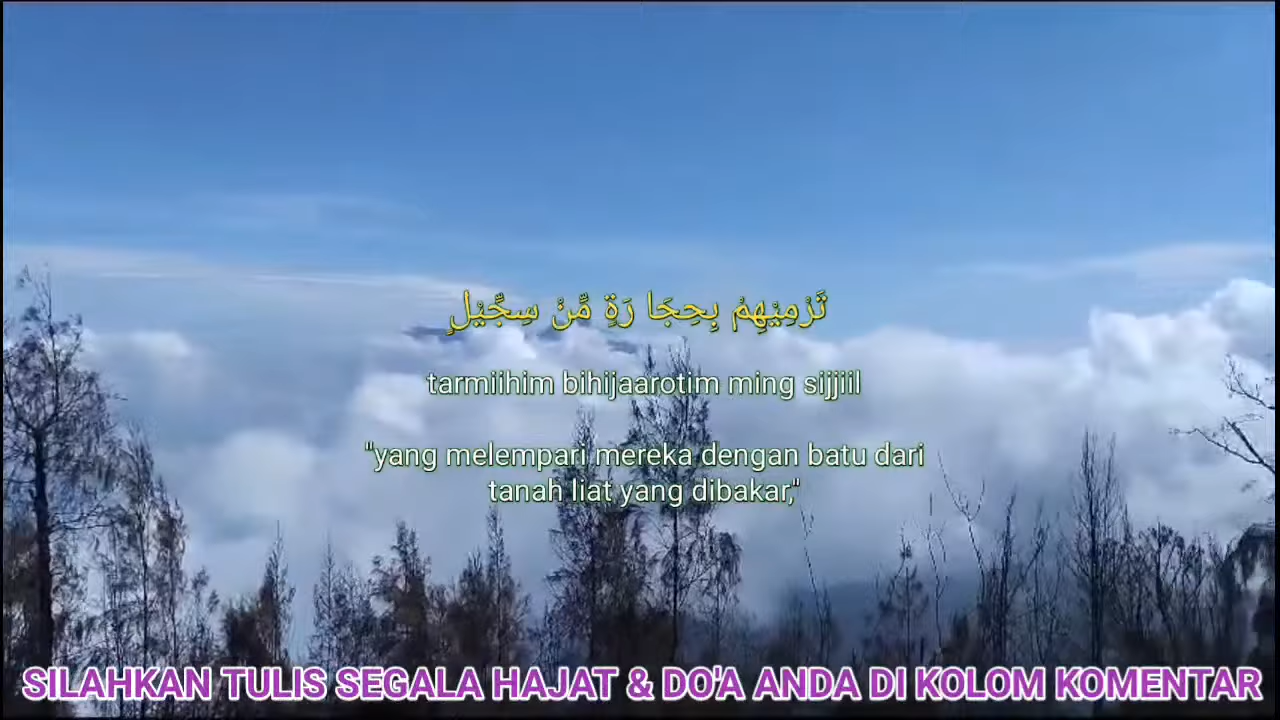 تَرْمِيْهِمْ بِحِجَا رَةٍ مِّنْ سِجِّيْلٍ
tarmiihim bihijaarotim ming sijjiil
"yang melempari mereka dengan batu dari
tanah liat yang dibakar,"
SILAHKAN TULIS SEGALA HAJAT & DO'A ANDA DI KOLOM KOMENTAR